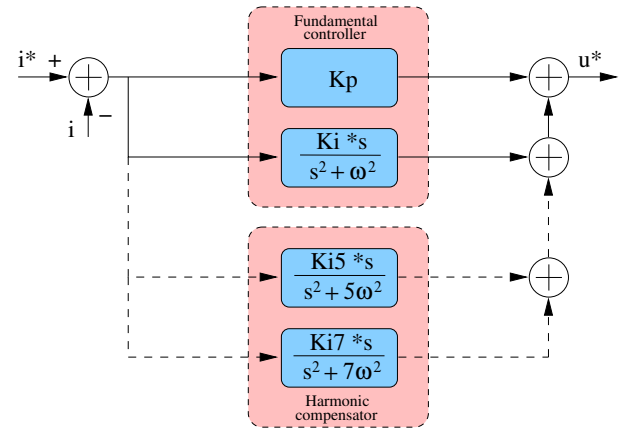 Fundamental
controller
i* +
Kp
u*
i −
Ki *s
s² + ω²
Ki5 *s
s² + 5ω²
Ki7 *s
s² + 7ω²
Harmonic
compensator